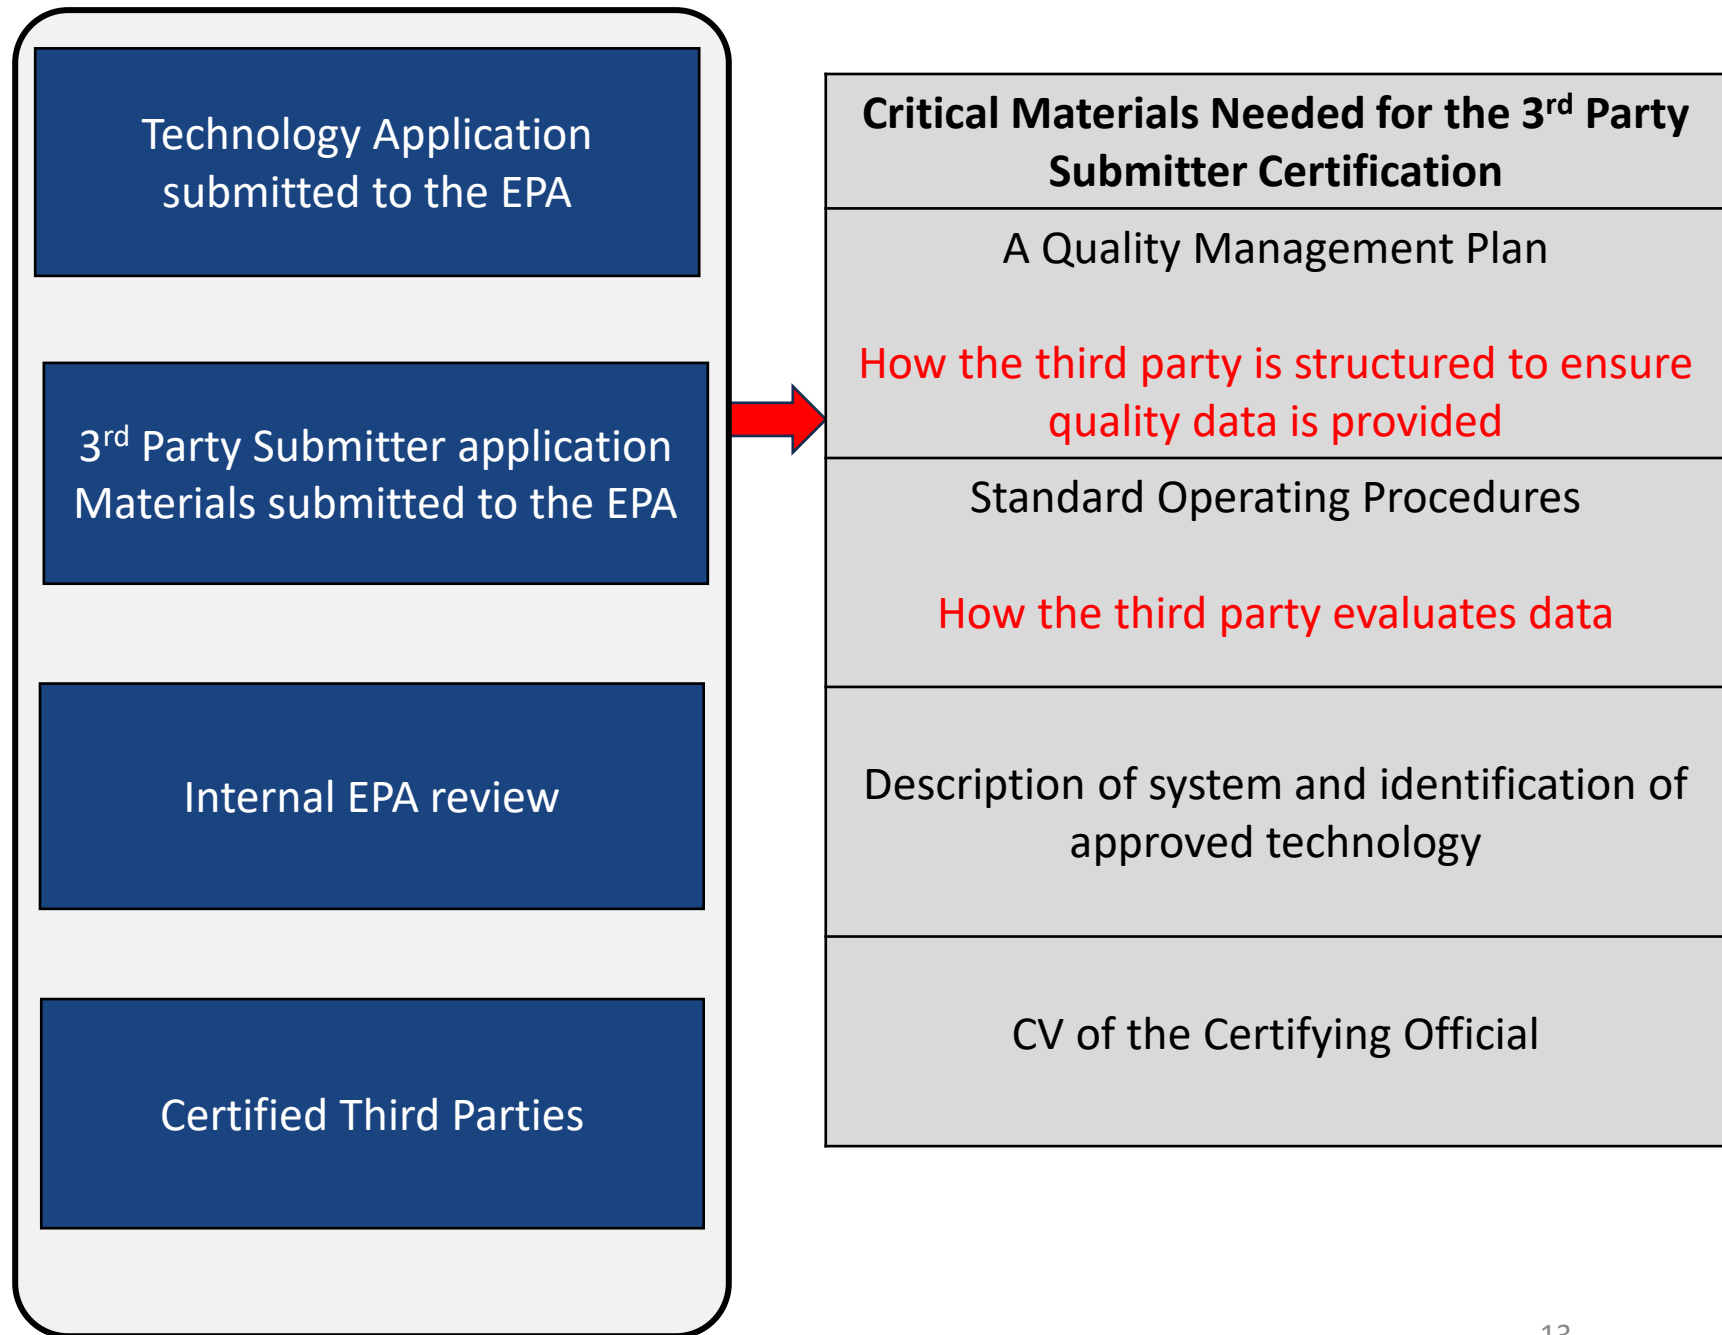 Technology Application
submitted to the EPA
3rd Party Submitter application
Materials submitted to the EPA
Internal EPA review
Certified Third Parties
Critical Materials Needed for the 3rd Party
Submitter Certification
A Quality Management Plan
How the third party is structured to ensure
quality data is provided
Standard Operating Procedures
How the third party evaluates data
Description of system and identification of
approved technology
CV of the Certifying Official
13